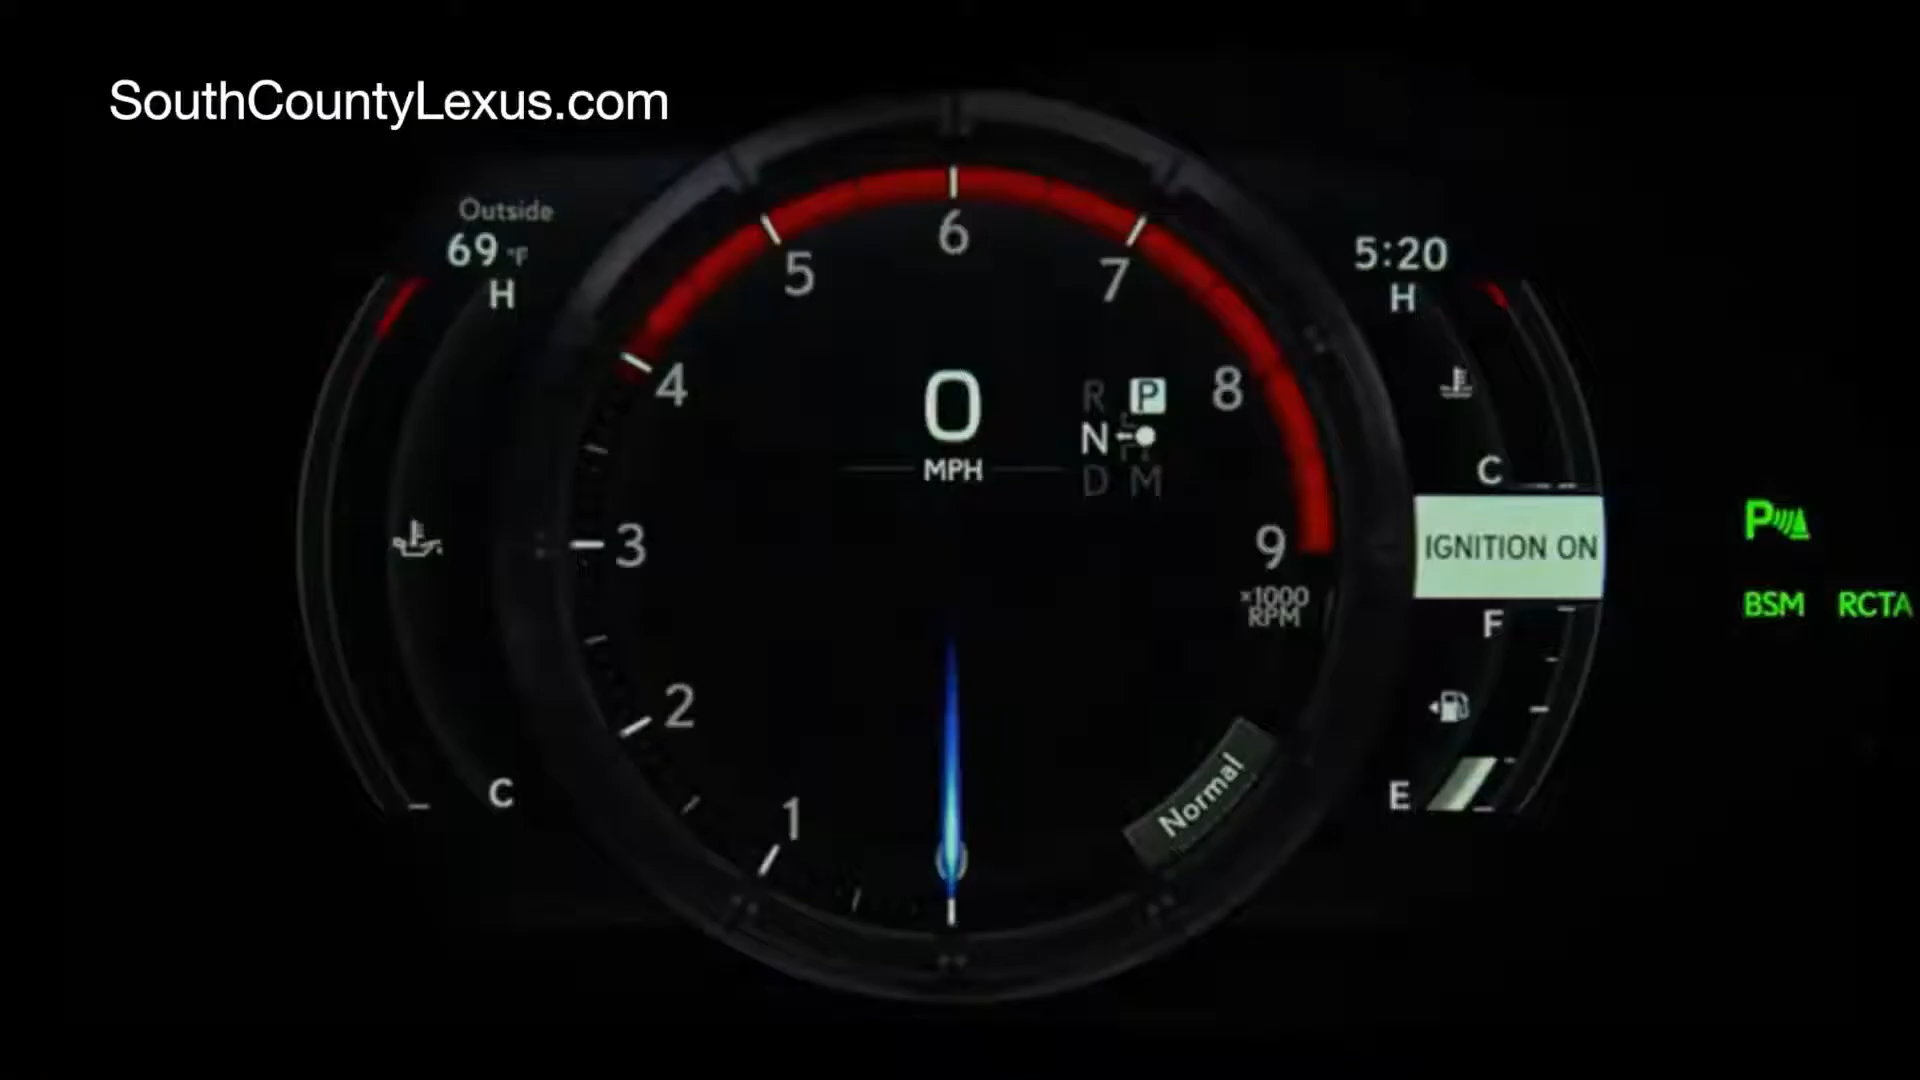 SouthCountyLexus.com
Outside
69 °F
H
C
5:20
H
C
IGNITION ON
F
E
1
2
3
4
5
6
7
8
9
×1000
RPM
0
MPH
R P
N
D M
Normal
P
BSM RCTA